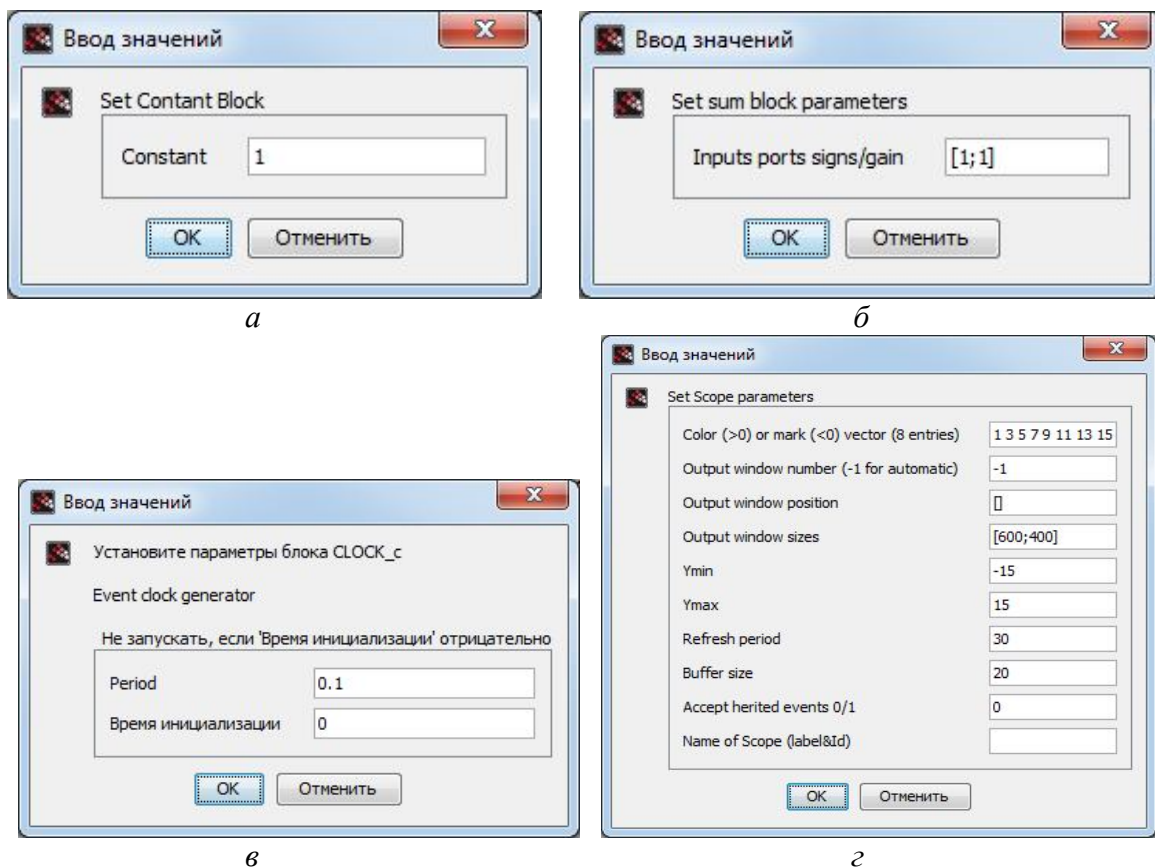 Ввод значений
Set Contant Block
Constant 1
OK Отменить
а
Ввод значений
Set sum block parameters
Inputs ports signs/gain [1;1]
OK Отменить
б
Ввод значений
Установите параметры блока CLOCK_c
Event clock generator
Не запускать, если 'Время инициализации' отрицательно
Period 0.1
Время инициализации 0
OK Отменить
в
Ввод значений
Set Scope parameters
Color (>0) or mark (<0) vector (8 entries) 1 3 5 7 9 11 13 15
Output window number (-1 for automatic) -1
Output window position []
Output window sizes [600;400]
Ymin -15
Ymax 15
Refresh period 30
Buffer size 20
Accept herited events 0/1 0
Name of Scope (label&Id)
OK Отменить
г